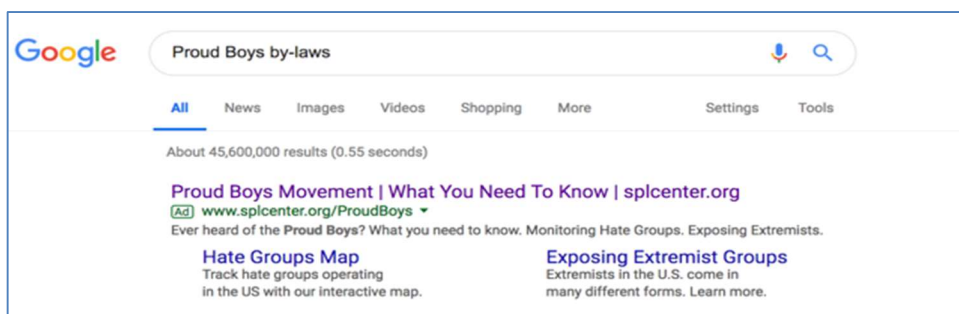 Google Proud Boys by-laws
All News Images Videos Shopping More Settings Tools
About 45,600,000 results (0.55 seconds)
Proud Boys Movement | What You Need To Know | splcenter.org
Ad www.splcenter.org/ProudBoys
Ever heard of the Proud Boys? What you need to know. Monitoring Hate Groups. Exposing Extremists.
Hate Groups Map
Track hate groups operating
in the US with our interactive map.
Exposing Extremist Groups
Extremists in the U.S. come in
many different forms. Learn more.